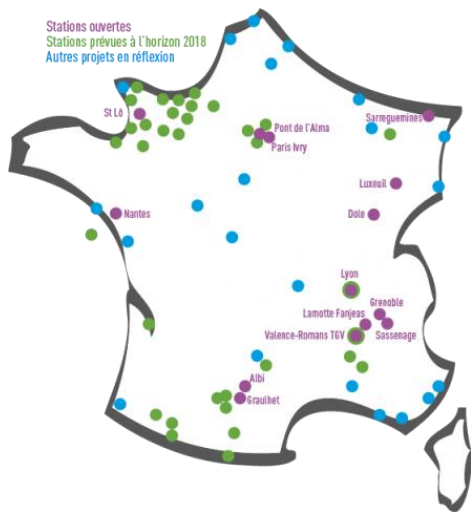 Stations ouvertes
Stations prévues à l'horizon 2018
Autres projets en réflexion
St Lô
Pont de l'Alma
Paris Ivry
Sarreguemines
Luxeuil
Dole
Nantes
Lyon
Grenoble
Lamotte Fanjeas
Sassenage
Valence-Romans TGV
Albi
Graulhet